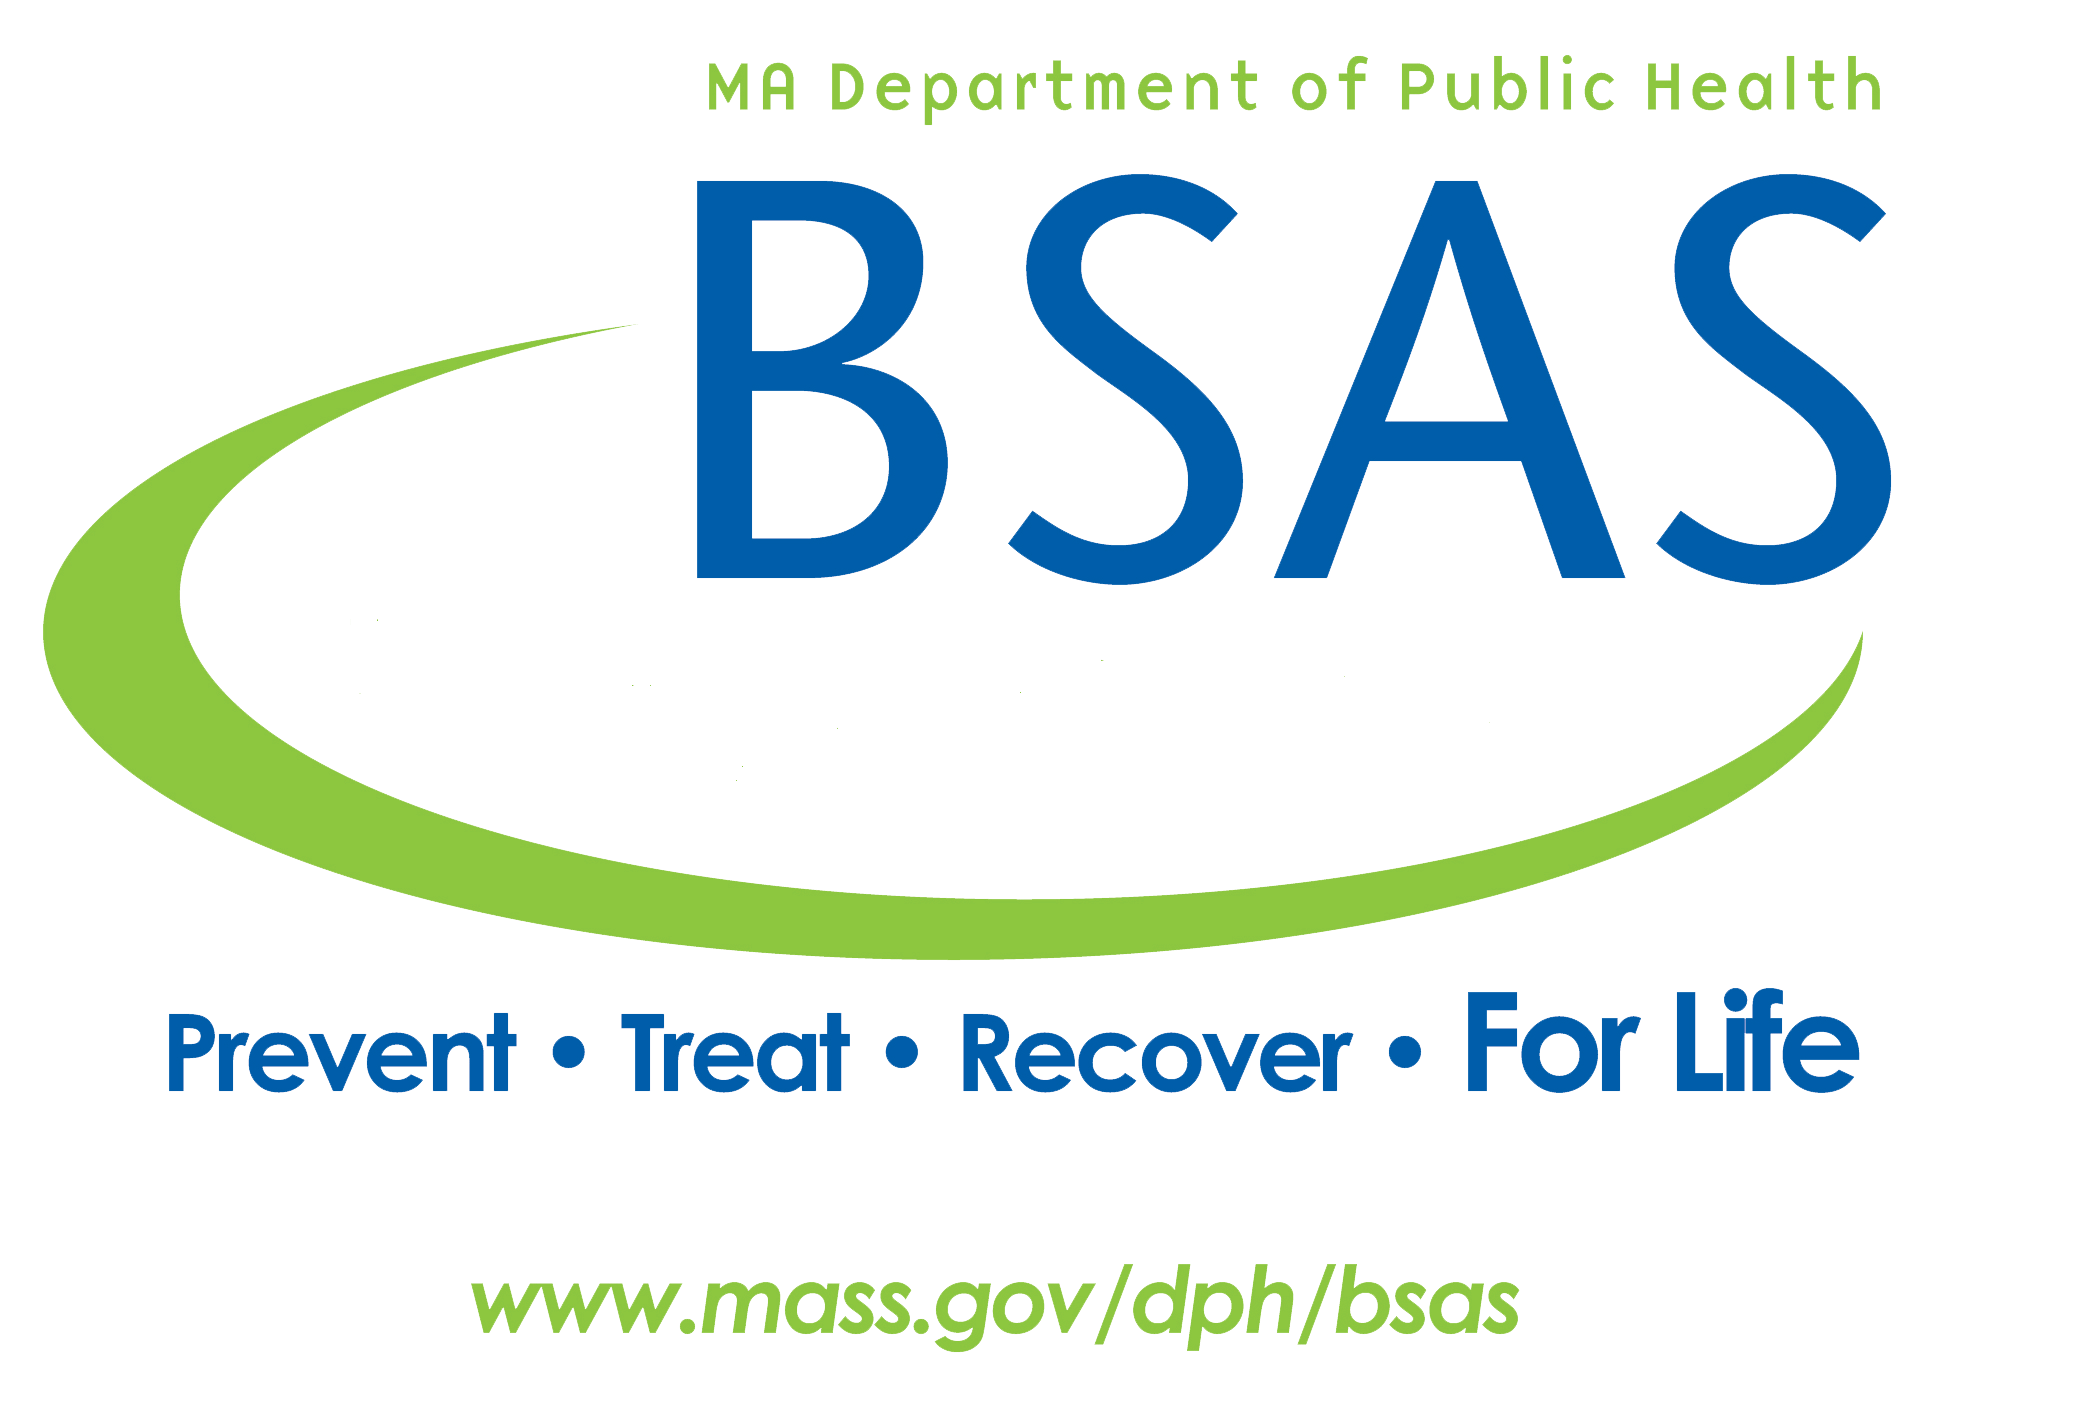 MA Department of Public Health
BSAS
Prevent • Treat • Recover • For Life
www.mass.gov/dph/bsas